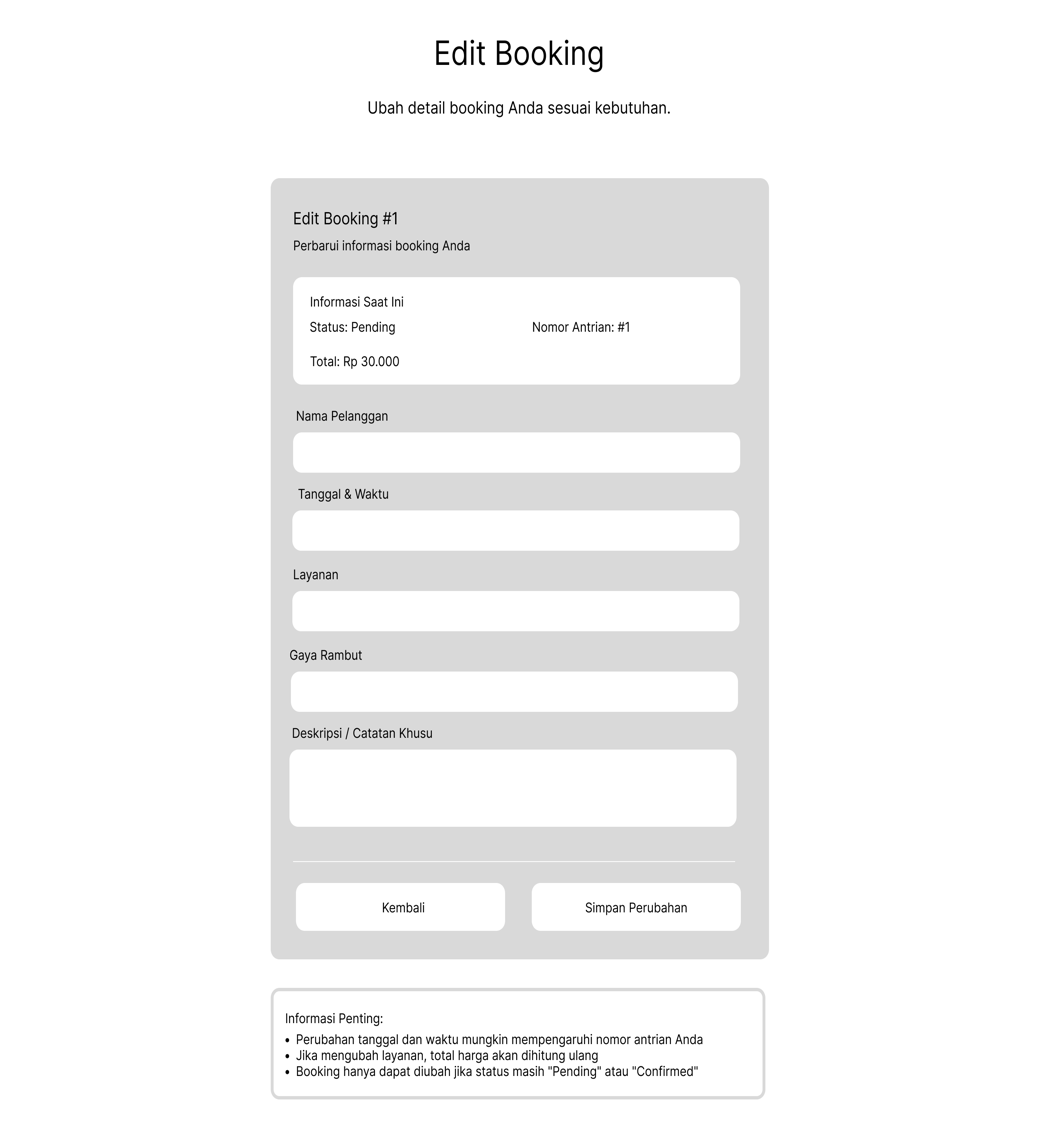 Edit Booking
Ubah detail booking Anda sesuai kebutuhan.
Edit Booking #1
Perbarui informasi booking Anda
Informasi Saat Ini
Status: Pending
Nomor Antrian: #1
Total: Rp 30.000
Nama Pelanggan
Tanggal & Waktu
Layanan
Gaya Rambut
Deskripsi / Catatan Khusu
Kembali
Simpan Perubahan
Informasi Penting:
• Perubahan tanggal dan waktu mungkin mempengaruhi nomor antrian Anda
• Jika mengubah layanan, total harga akan dihitung ulang
• Booking hanya dapat diubah jika status masih "Pending" atau "Confirmed"